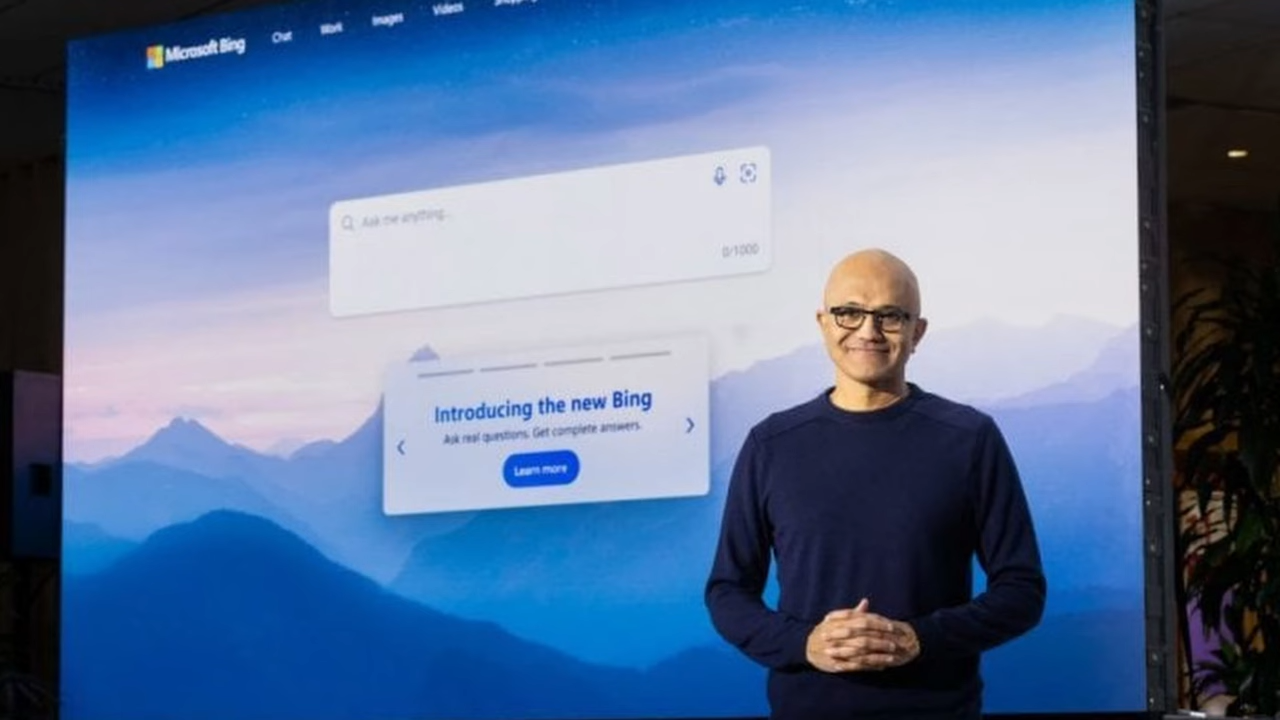 Microsoft Bing Chat Work Images Videos Shopping
Ask me anything...
0/1000
Introducing the new Bing
Ask real questions. Get complete answers.
Learn more